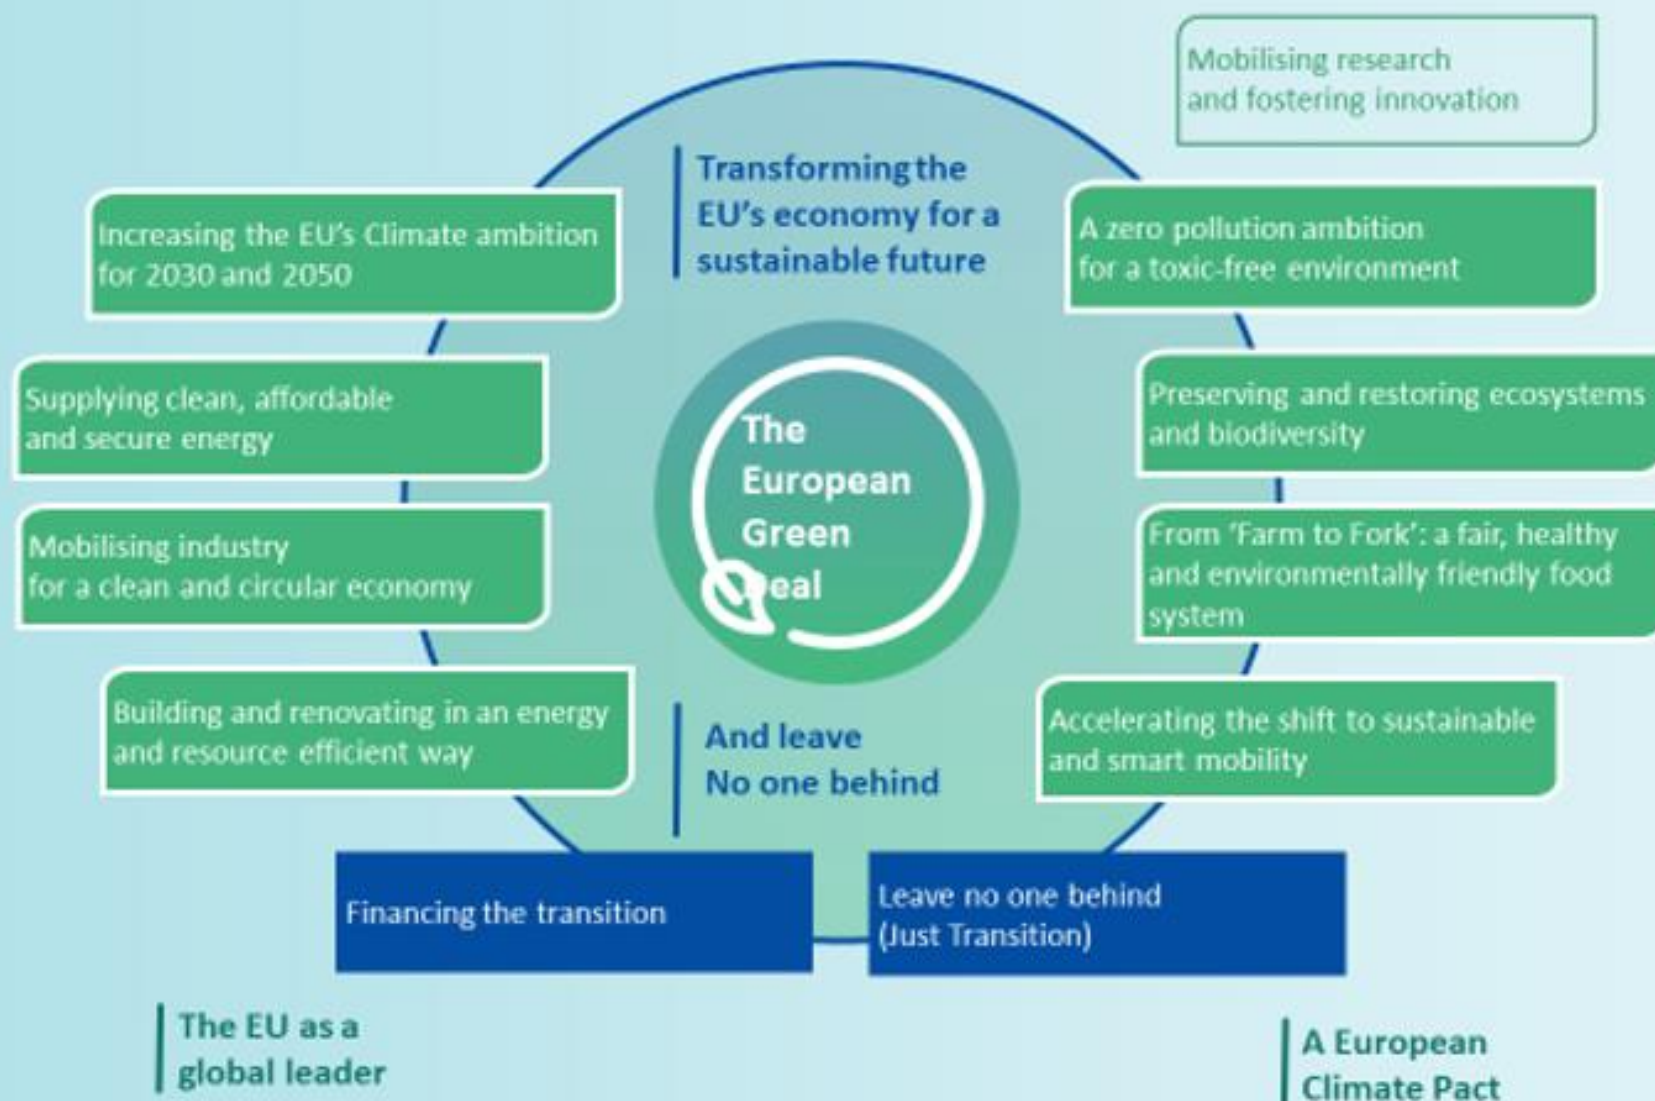 Mobilising research
and fostering innovation
Transforming the
EU's economy for a
sustainable future
Increasing the EU's Climate ambition
for 2030 and 2050
A zero pollution ambition
for a toxic-free environment
Supplying clean, affordable
and secure energy
Preserving and restoring ecosystems
and biodiversity
The
European
Green
Deal
Mobilising industry
for a clean and circular economy
From 'Farm to Fork': a fair, healthy
and environmentally friendly food
system
Building and renovating in an energy
and resource efficient way
And leave
No one behind
Accelerating the shift to sustainable
and smart mobility
Financing the transition
Leave no one behind
(Just Transition)
The EU as a
global leader
A European
Climate Pact